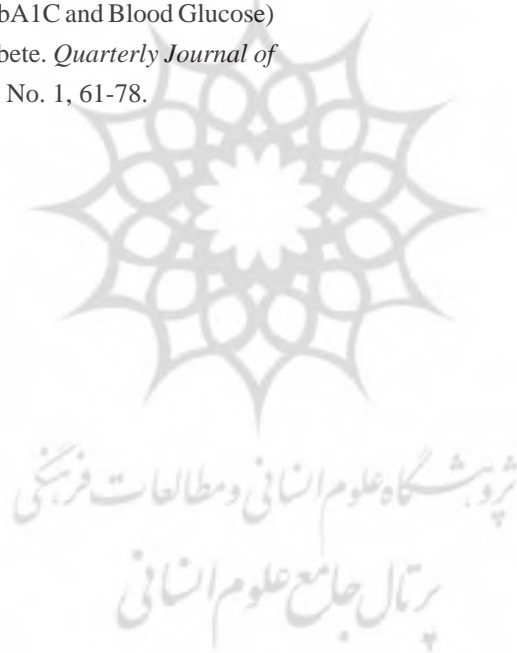 bA1C and Blood Glucose)
bete. Quarterly Journal of
No. 1, 61-78.
پژوهشگاه علوم انسانی و مطالعات فرهنگی
پرتال جامع علوم انسانی